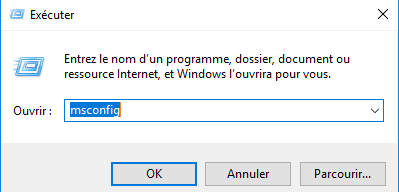 Exécuter
Entrez le nom d'un programme, dossier, document ou
ressource Internet, et Windows l'ouvrira pour vous.
Ouvrir : msconfig
OK Annuler Parcourir...